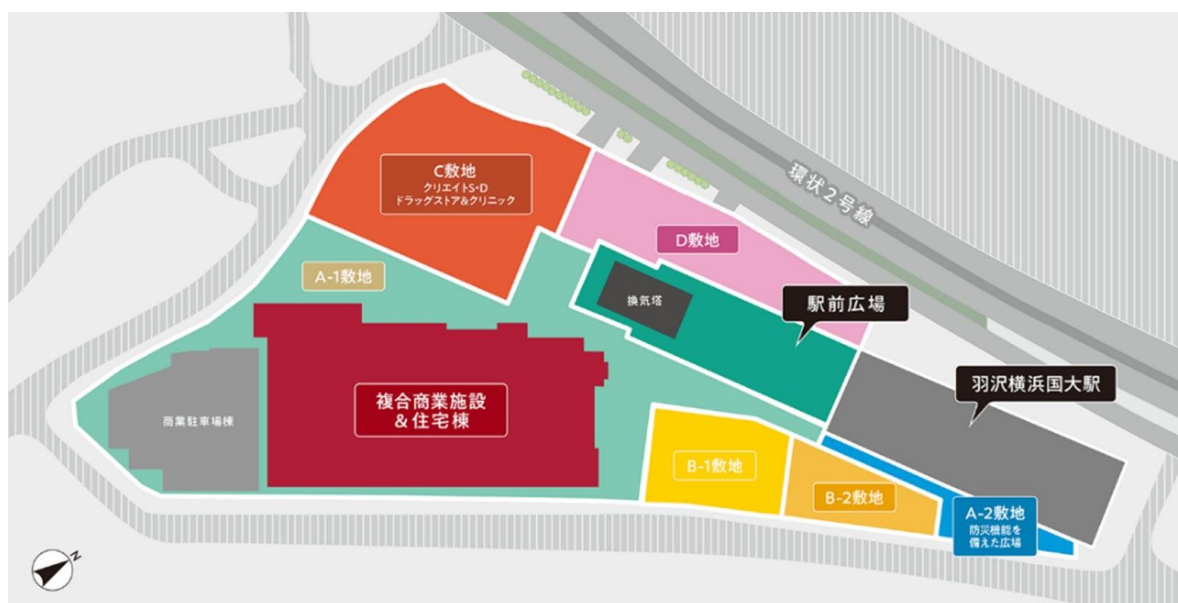 環状2号線
C敷地
クリエイトS・D
ドラッグストア&クリニック
D敷地
A-1敷地
換気塔
駅前広場
羽沢横浜国大駅
複合商業施設
&住宅棟
商業駐車場棟
B-1敷地
B-2敷地
A-2敷地
防災機能を
備えた広場
N